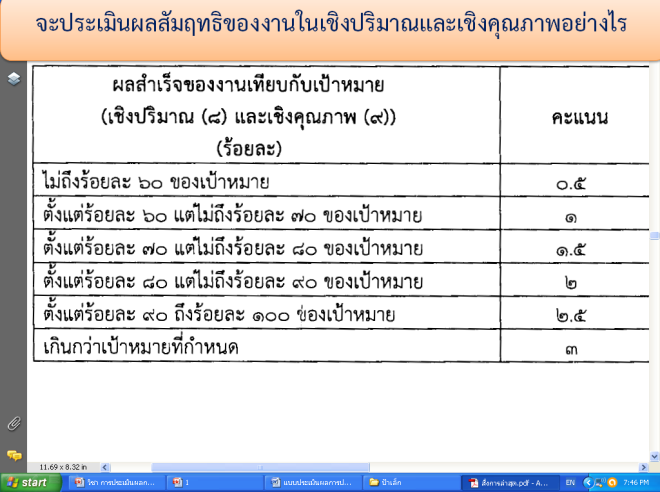 จะประเมินผลสัมฤทธิของงานในเชิงปริมาณและเชิงคุณภาพอย่างไร
ผลสำเร็จของงานเทียบกับเป้าหมาย
(เชิงปริมาณ (๘) และเชิงคุณภาพ (๙))
(ร้อยละ)
คะแนน
ไม่ถึงร้อยละ ๖๐ ของเป้าหมาย
๐.๕
ตั้งแต่ร้อยละ ๖๐ แต่ไม่ถึงร้อยละ ๗๐ ของเป้าหมาย
๑
ตั้งแต่ร้อยละ ๗๐ แต่ไม่ถึงร้อยละ ๘๐ ของเป้าหมาย
๑.๕
ตั้งแต่ร้อยละ ๘๐ แต่ไม่ถึงร้อยละ ๙๐ ของเป้าหมาย
๒
ตั้งแต่ร้อยละ ๙๐ ถึงร้อยละ ๑๐๐ ของเป้าหมาย
๒.๕
เกินกว่าเป้าหมายที่กำหนด
๓
11.69 x 8.32 in
start
วิชา การประเมินผลก...
1
แบบประเมินผลการป...
ป้าเล็ก
สั่งการล่าสุด.pdf - A...
EN
7:46 PM